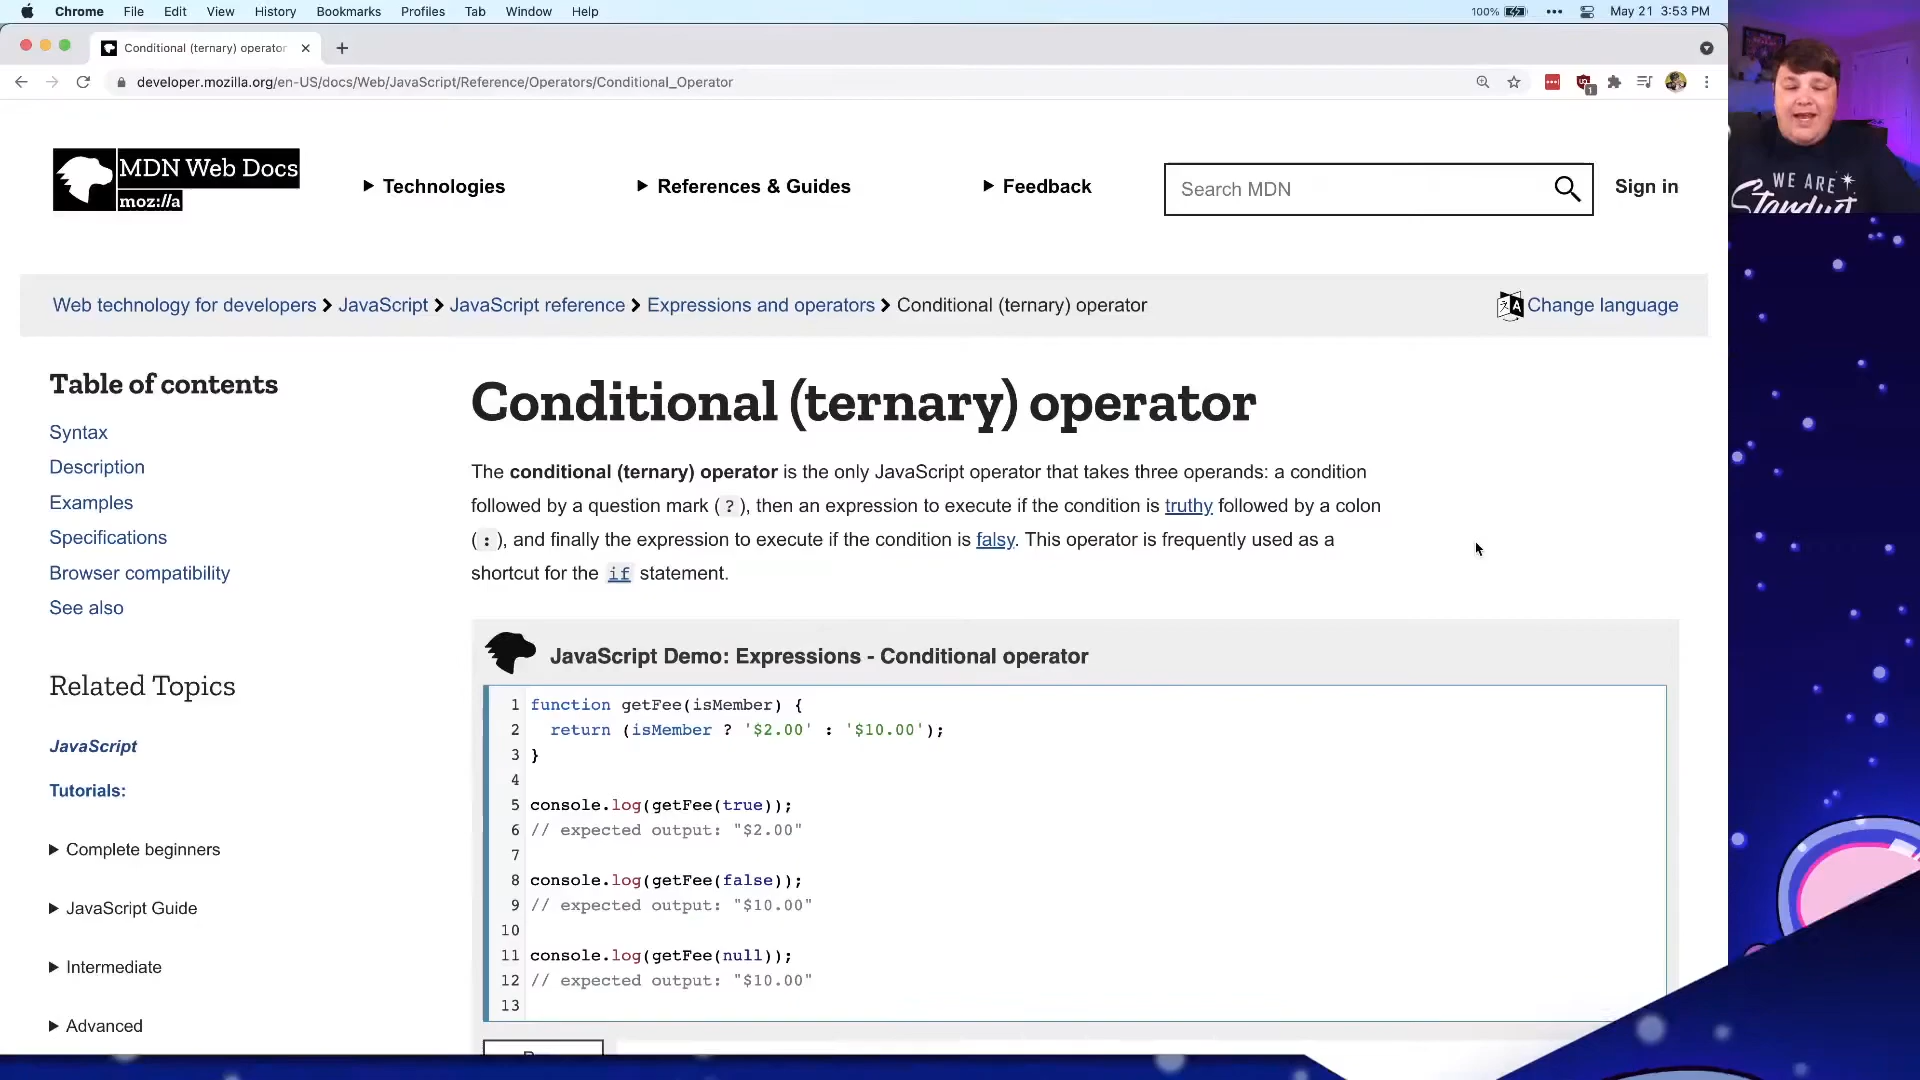 Chrome File Edit View History Bookmarks Profiles Tab Window Help
100% May 21 3:53 PM
Conditional (ternary) operator
developer.mozilla.org/en-US/docs/Web/JavaScript/Reference/Operators/Conditional_Operator
1
MDN Web Docs
moz://a
Technologies
References & Guides
Feedback
Search MDN
Sign in
WE ARE
Stardust
Web technology for developers JavaScript JavaScript reference Expressions and operators Conditional (ternary) operator
Change language
Table of contents
Syntax
Description
Examples
Specifications
Browser compatibility
See also
Related Topics
JavaScript
Tutorials:
Complete beginners
JavaScript Guide
Intermediate
Advanced
Conditional (ternary) operator
The conditional (ternary) operator is the only JavaScript operator that takes three operands: a condition
followed by a question mark (?), then an expression to execute if the condition is truthy followed by a colon
(:), and finally the expression to execute if the condition is falsy. This operator is frequently used as a
shortcut for the if statement.
JavaScript Demo: Expressions - Conditional operator
1 function getFee(isMember) {
2 return (isMember ? '$2.00' : '$10.00');
3 }
4
5 console.log(getFee(true));
6 // expected output: "$2.00"
7
8 console.log(getFee(false));
9 // expected output: "$10.00"
10
11 console.log(getFee(null));
12 // expected output: "$10.00"
13